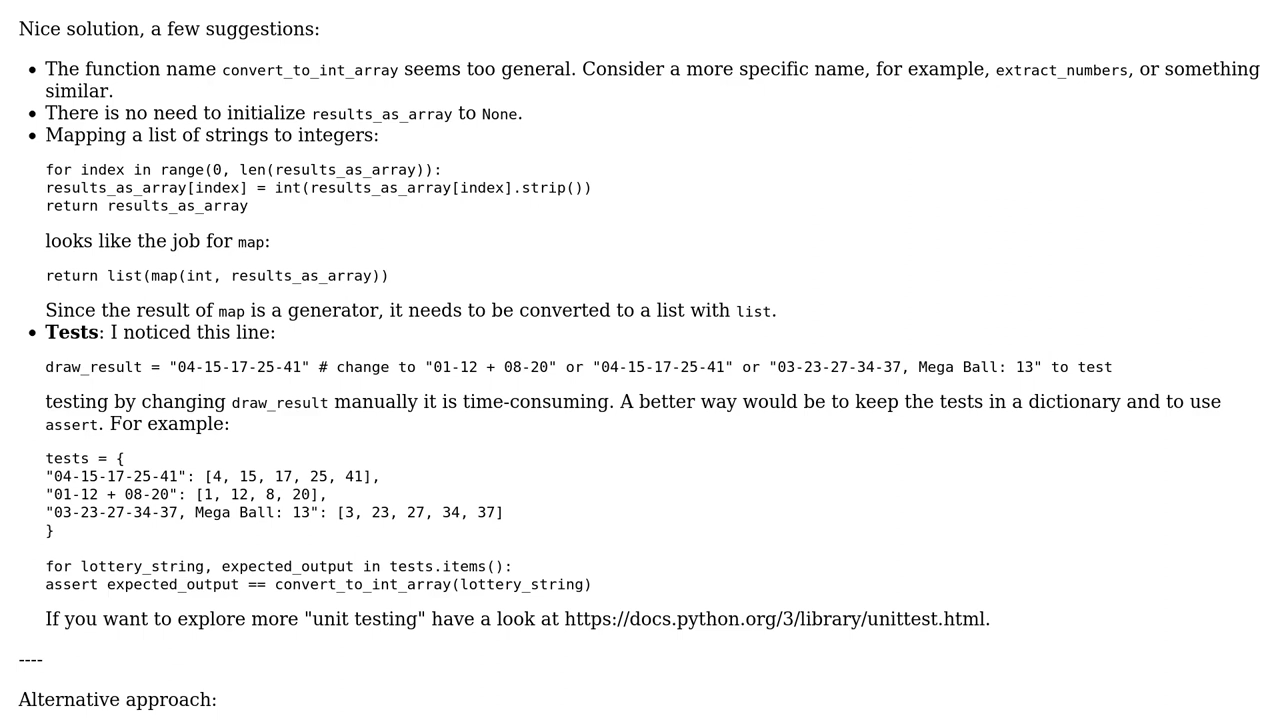 Nice solution, a few suggestions:
• The function name convert_to_int_array seems too general. Consider a more specific name, for example, extract_numbers, or something
similar.
• There is no need to initialize results_as_array to None.
• Mapping a list of strings to integers:
for index in range(0, len(results_as_array)):
results_as_array[index] = int(results_as_array[index].strip())
return results_as_array
looks like the job for map:
return list(map(int, results_as_array))
Since the result of map is a generator, it needs to be converted to a list with list.
• Tests: I noticed this line:
draw_result = "04-15-17-25-41" # change to "01-12 + 08-20" or "04-15-17-25-41" or "03-23-27-34-37, Mega Ball: 13" to test
testing by changing draw_result manually it is time-consuming. A better way would be to keep the tests in a dictionary and to use
assert. For example:
tests = {
"04-15-17-25-41": [4, 15, 17, 25, 41],
"01-12 + 08-20": [1, 12, 8, 20],
"03-23-27-34-37, Mega Ball: 13": [3, 23, 27, 34, 37]
}
for lottery_string, expected_output in tests.items():
assert expected_output == convert_to_int_array(lottery_string)
If you want to explore more "unit testing" have a look at https://docs.python.org/3/library/unittest.html.
----
Alternative approach: